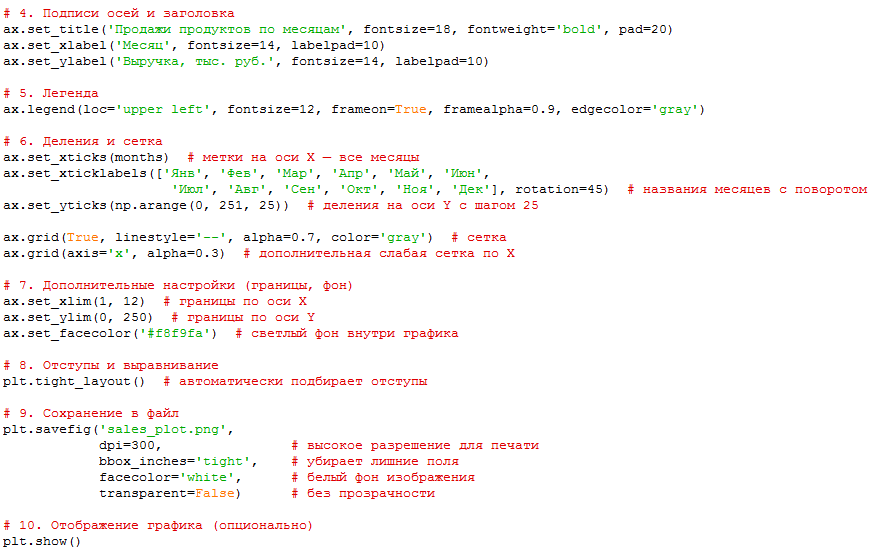 # 4. Подписи осей и заголовка
ax.set_title('Продажи продуктов по месяцам', fontsize=18, fontweight='bold', pad=20)
ax.set_xlabel('Месяц', fontsize=14, labelpad=10)
ax.set_ylabel('Выручка, тыс. руб.', fontsize=14, labelpad=10)

# 5. Легенда
ax.legend(loc='upper left', fontsize=12, frameon=True, framealpha=0.9, edgecolor='gray')

# 6. Деления и сетка
ax.set_xticks(months)  # метки на оси X — все месяцы
ax.set_xticklabels(['Янв', 'Фев', 'Мар', 'Апр', 'Май', 'Июн',
                    'Июл', 'Авг', 'Сен', 'Окт', 'Ноя', 'Дек'], rotation=45)  # названия месяцев с поворотом
ax.set_yticks(np.arange(0, 251, 25))  # деления на оси Y с шагом 25

ax.grid(True, linestyle='--', alpha=0.7, color='gray')  # сетка
ax.grid(axis='x', alpha=0.3)  # дополнительная слабая сетка по X

# 7. Дополнительные настройки (границы, фон)
ax.set_xlim(1, 12)  # границы по оси X
ax.set_ylim(0, 250)  # границы по оси Y
ax.set_facecolor('#f8f9fa')  # светлый фон внутри графика

# 8. Отступы и выравнивание
plt.tight_layout()  # автоматически подбирает отступы

# 9. Сохранение в файл
plt.savefig('sales_plot.png',
            dpi=300,                # высокое разрешение для печати
            bbox_inches='tight',    # убирает лишние поля
            facecolor='white',      # белый фон изображения
            transparent=False)      # без прозрачности

# 10. Отображение графика (опционально)
plt.show()